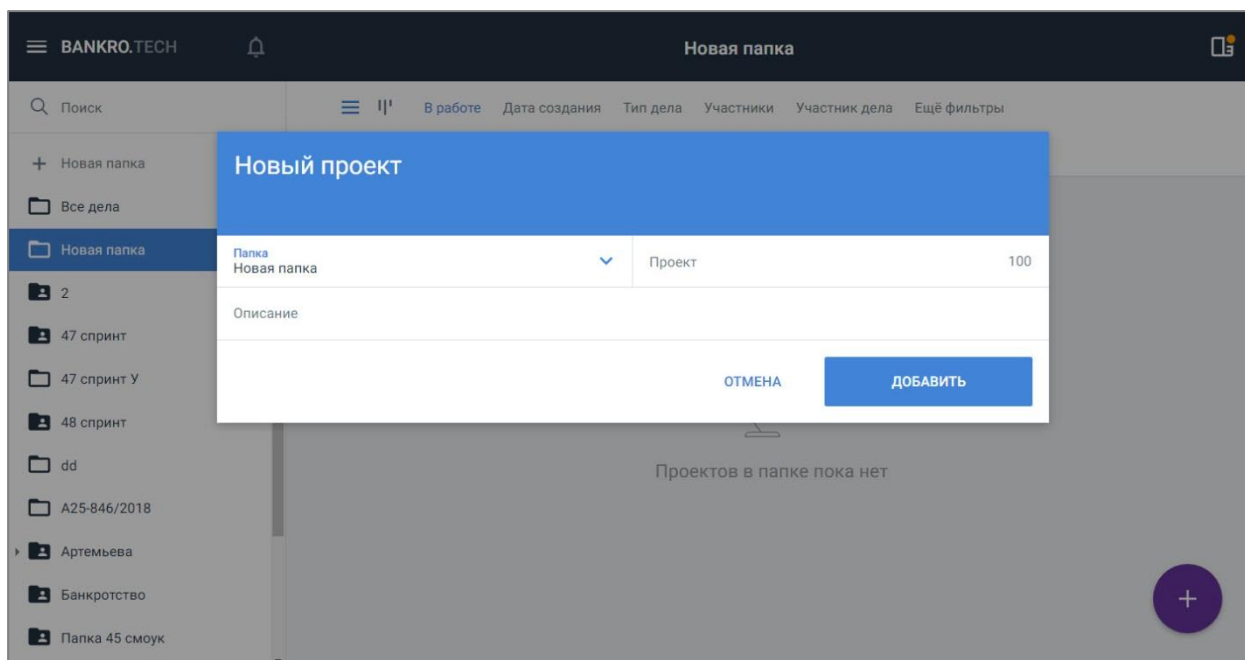 BANKRO.TECH
Новая папка
Поиск
В работе Дата создания Тип дела Участники Участник дела Ещё фильтры
Новая папка
Все дела
Новая папка
2
47 спринт
47 спринт У
48 спринт
dd
А25-846/2018
Артемьева
Банкротство
Папка 45 смоук
Новый проект
Папка
Новая папка
Проект 100
Описание
ОТМЕНА ДОБАВИТЬ
Проектов в папке пока нет